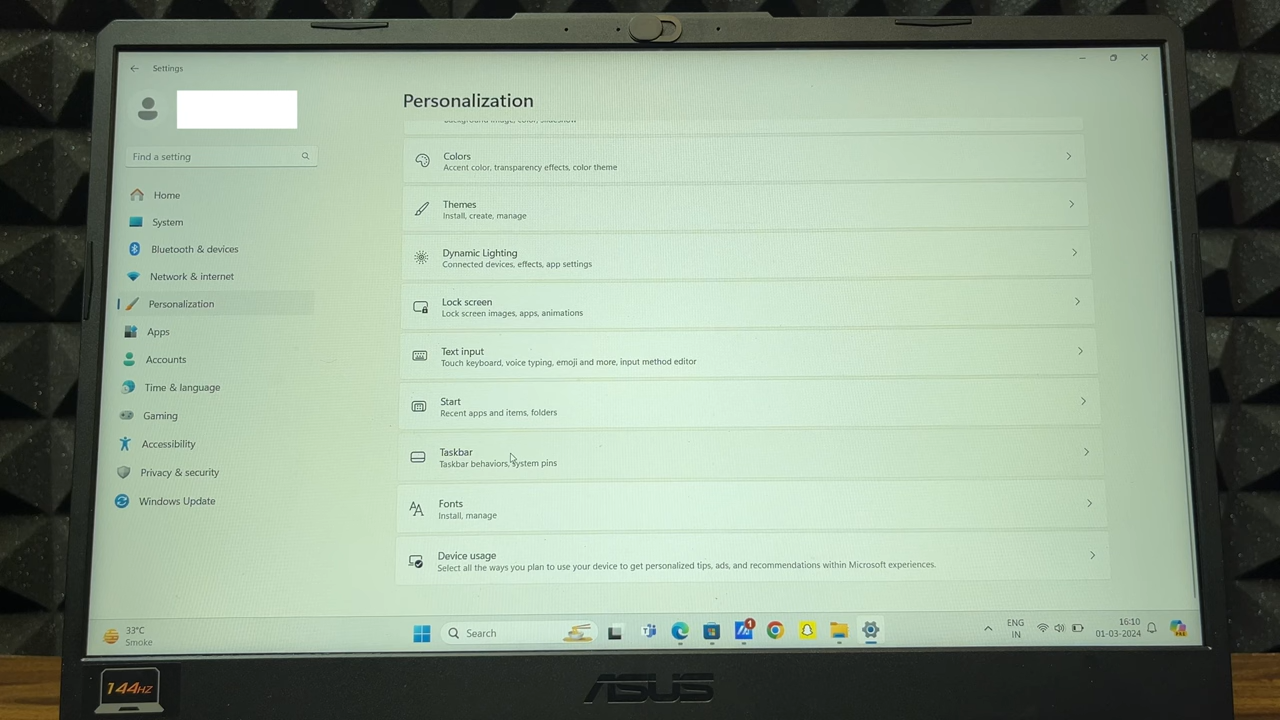 Settings
Find a setting
Home
System
Bluetooth & devices
Network & internet
Personalization
Apps
Accounts
Time & language
Gaming
Accessibility
Privacy & security
Windows Update
Personalization
Background image, color, slideshow
Colors
Accent color, transparency effects, color theme
Themes
Install, create, manage
Dynamic Lighting
Connected devices, effects, app settings
Lock screen
Lock screen images, apps, animations
Text input
Touch keyboard, voice typing, emoji and more, input method editor
Start
Recent apps and items, folders
Taskbar
Taskbar behaviors, system pins
Fonts
Install, manage
Device usage
Select all the ways you plan to use your device to get personalized tips, ads, and recommendations within Microsoft experiences.
33°C
Smoke
Search
1
ENG
IN
16:10
01-03-2024
144HZ
ASUS